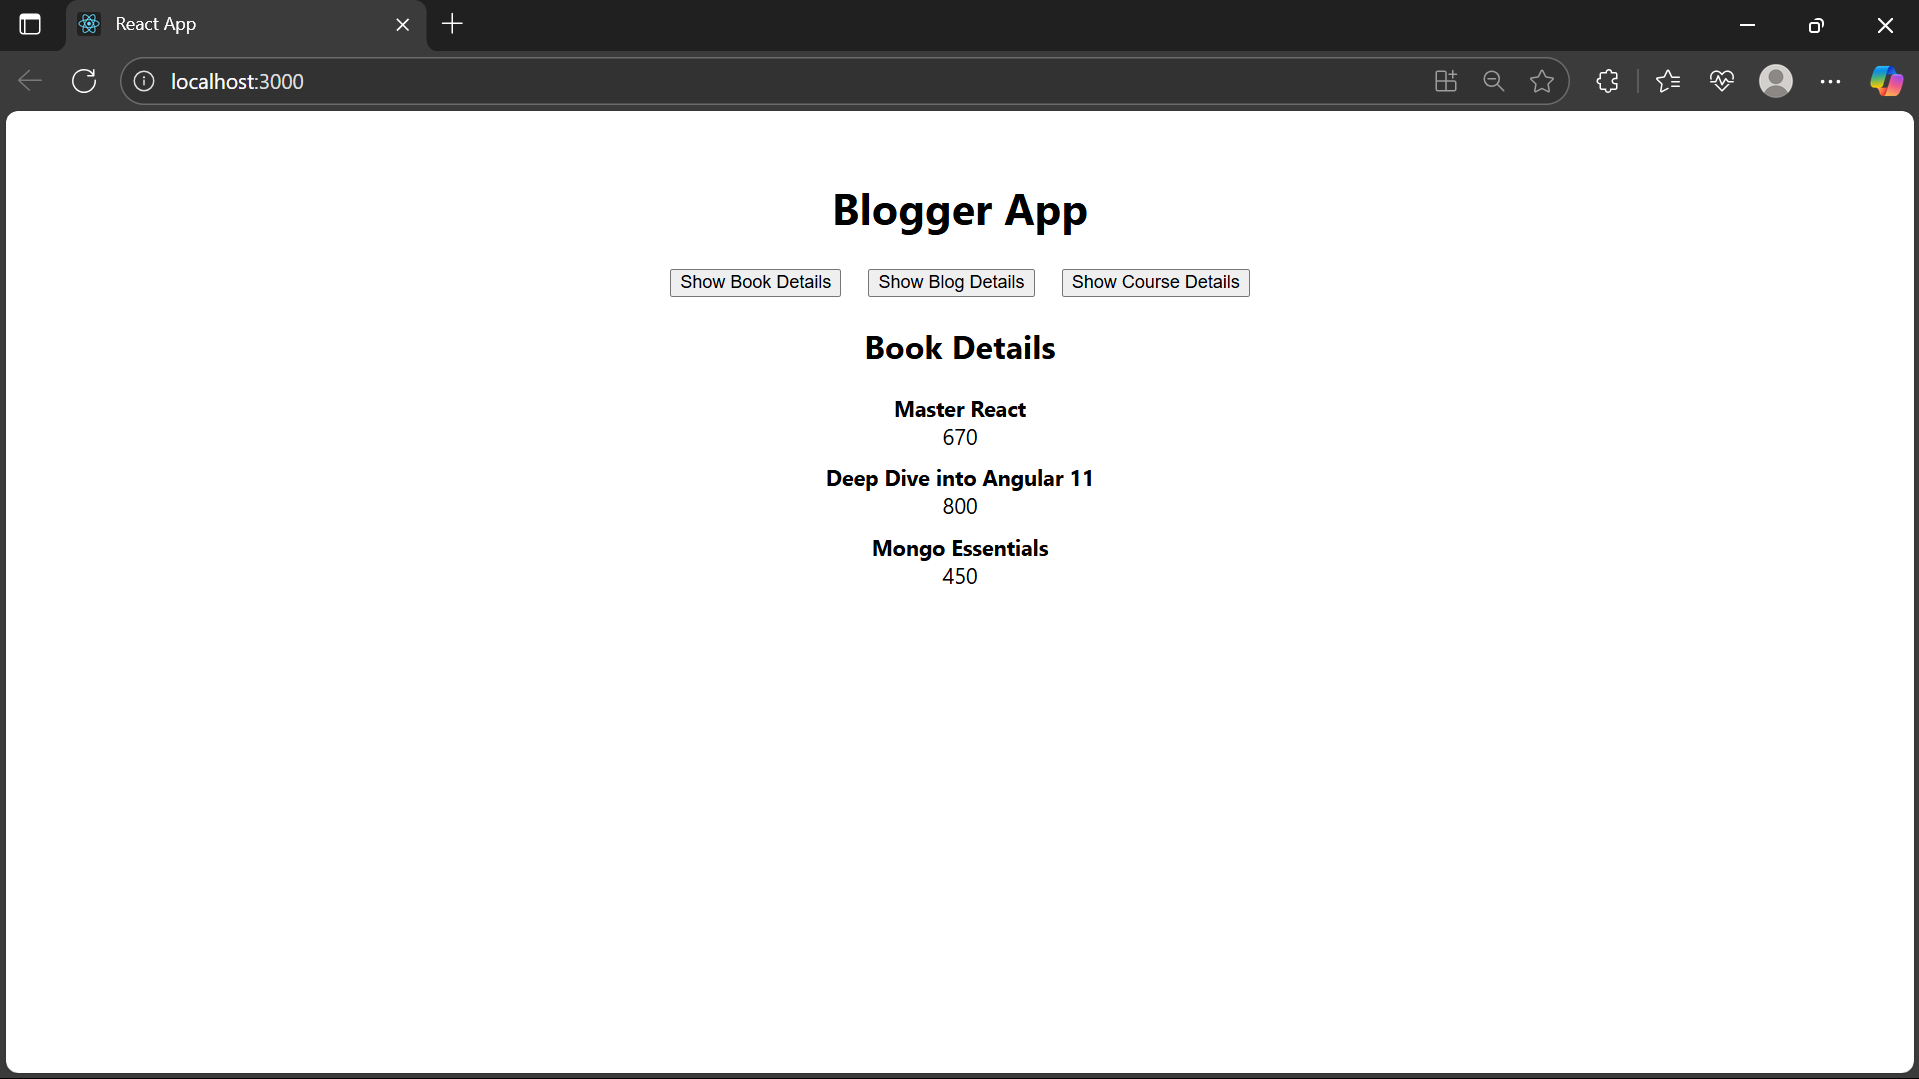 React App
localhost:3000
Blogger App
Show Book Details Show Blog Details Show Course Details
Book Details
Master React
670
Deep Dive into Angular 11
800
Mongo Essentials
450